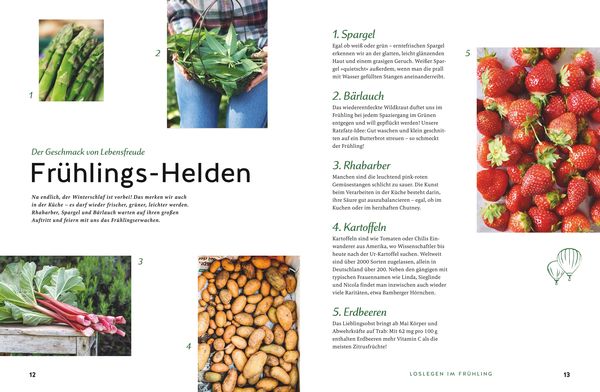 1
2
Der Geschmack von Lebensfreude
Frühlings-Helden
Na endlich, der Winterschlaf ist vorbei! Das merken wir auch
in der Küche – es darf wieder frischer, grüner, leichter werden.
Rhabarber, Spargel und Bärlauch warten auf ihren großen
Auftritt und feiern mit uns das Frühlingserwachen.
3
4
12
1. Spargel
Egal ob weiß oder grün – erntefrischen Spargel
erkennen wir an der glatten, leicht glänzenden
Haut und einem grasigen Geruch. Weißer Spar-
gel »quietscht« außerdem, wenn man die prall
mit Wasser gefüllten Stangen aneinanderreibt.
2. Bärlauch
Das wiederentdeckte Wildkraut duftet uns im
Frühling bei jedem Spaziergang im Grünen
entgegen und will gepflückt werden! Unsere
Ratzfatz-Idee: Gut waschen und klein geschnit-
ten auf ein Butterbrot streuen – so schmeckt
der Frühling!
3. Rhabarber
Manchen sind die leuchtend pink-roten
Gemüsestangen schlicht zu sauer. Die Kunst
beim Verarbeiten in der Küche besteht darin,
ihre Säure gut auszubalancieren – egal, ob im
Kuchen oder im herzhaften Chutney.
4. Kartoffeln
Kartoffeln sind wie Tomaten oder Chilis Ein-
wanderer aus Amerika, wo Wissenschaftler bis
heute nach der Ur-Kartoffel suchen. Weltweit
sind über 2000 Sorten zugelassen, allein in
Deutschland über 200. Neben den gängigen mit
typischen Frauennamen wie Linda, Sieglinde
und Nicola findet man inzwischen auch wieder
viele Raritäten, etwa Bamberger Hörnchen.
5. Erdbeeren
Das Lieblingsobst bringt ab Mai Körper und
Abwehrkräfte auf Trab: Mit 62 mg pro 100 g
enthalten Erdbeeren mehr Vitamin C als die
meisten Zitrusfrüchte!
5
LOSLEGEN IM FRÜHLING
13